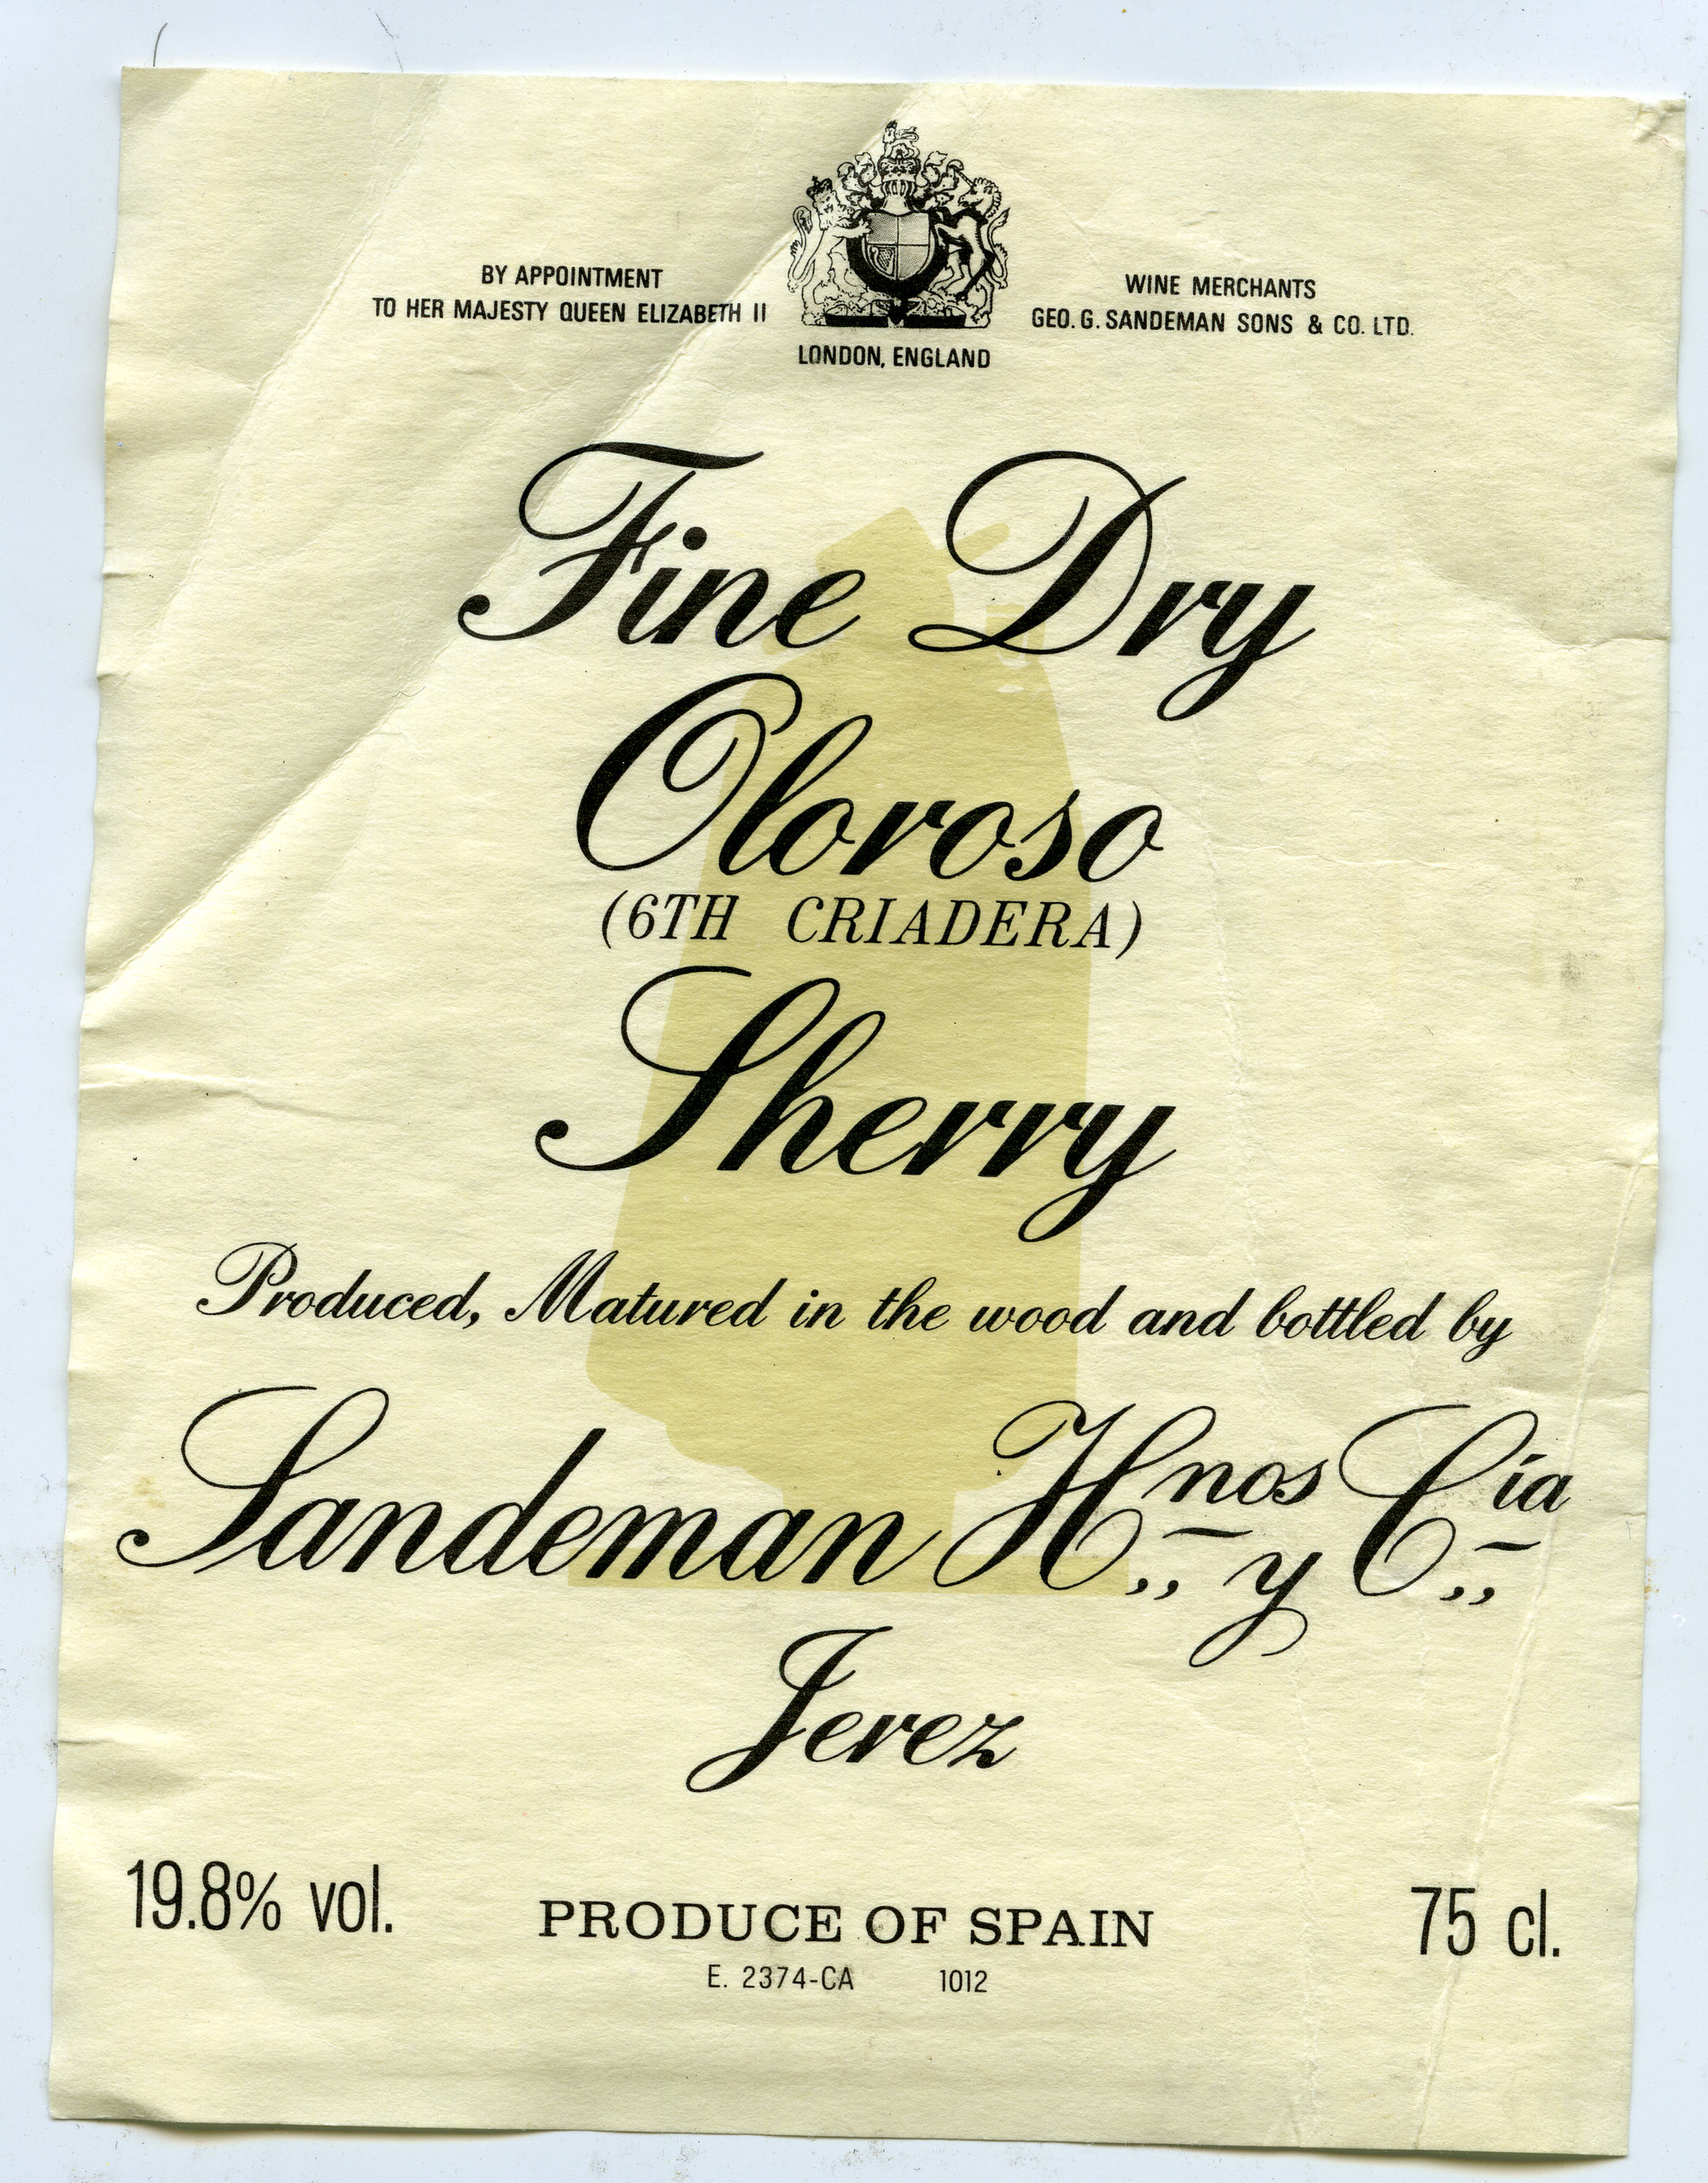 BY APPOINTMENT
TO HER MAJESTY QUEEN ELIZABETH II
WINE MERCHANTS
GEO. G. SANDEMAN SONS & CO. LTD.
LONDON, ENGLAND
Fine Dry
Oloroso
(6TH CRIADERA)
Sherry
Produced, Matured in the wood and bottled by
Sandeman Hnos y Cía
Jerez
19.8% vol.
PRODUCE OF SPAIN
75 cl.
E. 2374-CA 1012